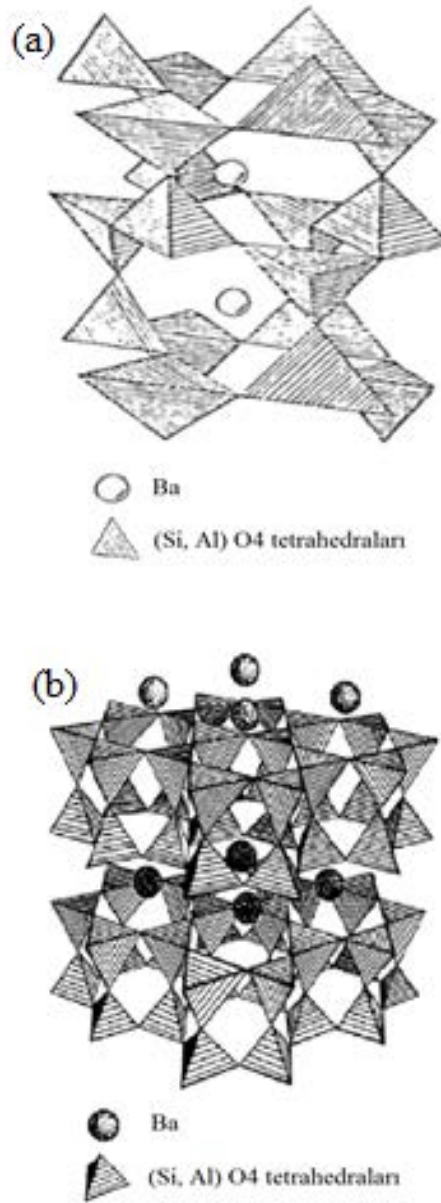 (a)
Ba
(Si, Al) O4 tetrahedraları
(b)
Ba
(Si, Al) O4 tetrahedraları